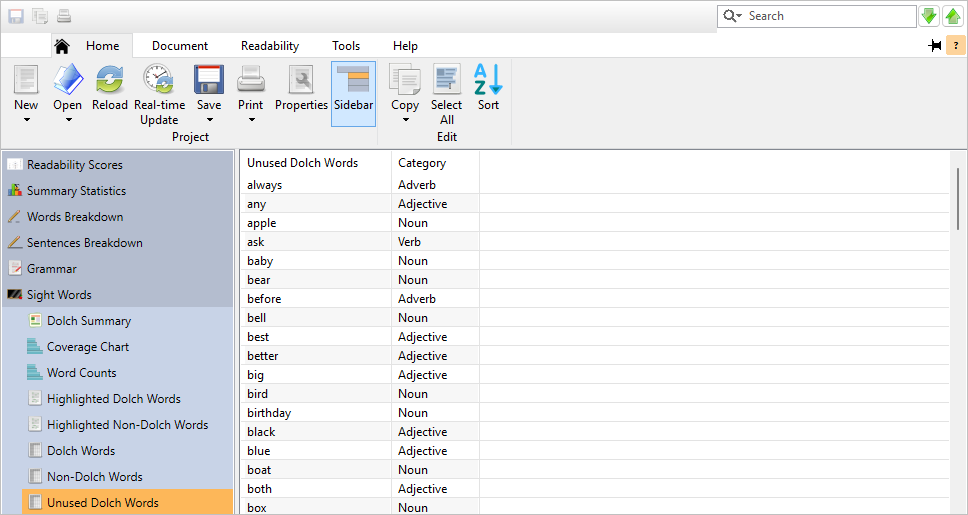 Search
Home Document Readability Tools Help
?
New Open Reload Real-time Update Save Print Properties Sidebar Copy Select All Sort
A
Z
Project Edit
Readability Scores
Summary Statistics
Words Breakdown
Sentences Breakdown
Grammar
Sight Words
Dolch Summary
Coverage Chart
Word Counts
Highlighted Dolch Words
Highlighted Non-Dolch Words
Dolch Words
Non-Dolch Words
Unused Dolch Words
Unused Dolch Words Category
always Adverb
any Adjective
apple Noun
ask Verb
baby Noun
bear Noun
before Adverb
bell Noun
best Adjective
better Adjective
big Adjective
bird Noun
birthday Noun
black Adjective
blue Adjective
boat Noun
both Adjective
box Noun